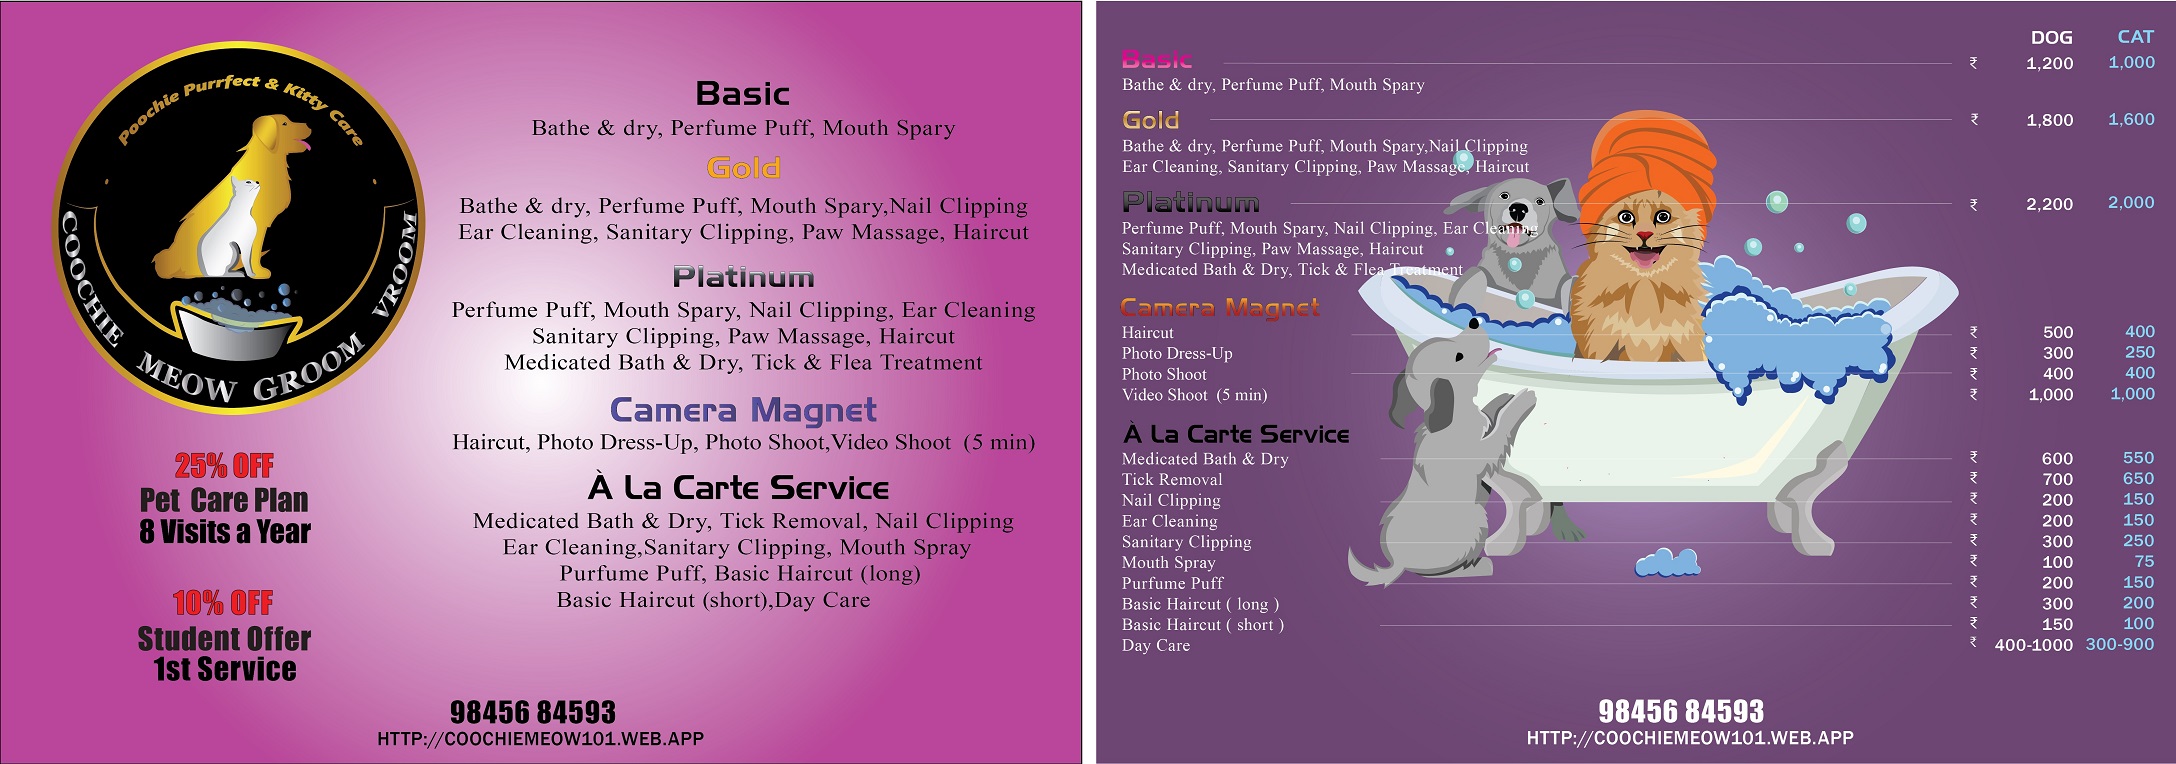 Poochie Purrfect & Kitty Care
COOCHIE MEOW GROOM VROOM
25% OFF
Pet Care Plan
8 Visits a Year
10% OFF
Student Offer
1st Service
Basic
Bathe & dry, Perfume Puff, Mouth Spary
Gold
Bathe & dry, Perfume Puff, Mouth Spary,Nail Clipping
Ear Cleaning, Sanitary Clipping, Paw Massage, Haircut
Platinum
Perfume Puff, Mouth Spary, Nail Clipping, Ear Cleaning
Sanitary Clipping, Paw Massage, Haircut
Medicated Bath & Dry, Tick & Flea Treatment
Camera Magnet
Haircut, Photo Dress-Up, Photo Shoot,Video Shoot (5 min)
À La Carte Service
Medicated Bath & Dry, Tick Removal, Nail Clipping
Ear Cleaning,Sanitary Clipping, Mouth Spray
Purfume Puff, Basic Haircut (long)
Basic Haircut (short),Day Care
98456 84593
HTTP://COOCHIEMEOW101.WEB.APP
DOG CAT
Basic ₹ 1,200 1,000
Bathe & dry, Perfume Puff, Mouth Spary
Gold ₹ 1,800 1,600
Bathe & dry, Perfume Puff, Mouth Spary,Nail Clipping
Ear Cleaning, Sanitary Clipping, Paw Massage, Haircut
Platinum ₹ 2,200 2,000
Perfume Puff, Mouth Spary, Nail Clipping, Ear Cleaning
Sanitary Clipping, Paw Massage, Haircut
Medicated Bath & Dry, Tick & Flea Treatment
Camera Magnet
Haircut ₹ 500 400
Photo Dress-Up ₹ 300 250
Photo Shoot ₹ 400 400
Video Shoot (5 min) ₹ 1,000 1,000
À La Carte Service
Medicated Bath & Dry ₹ 600 550
Tick Removal ₹ 700 650
Nail Clipping ₹ 200 150
Ear Cleaning ₹ 200 150
Sanitary Clipping ₹ 300 250
Mouth Spray ₹ 100 75
Purfume Puff ₹ 200 150
Basic Haircut ( long ) ₹ 300 200
Basic Haircut ( short ) ₹ 150 100
Day Care ₹ 400-1000 300-900
98456 84593
HTTP://COOCHIEMEOW101.WEB.APP